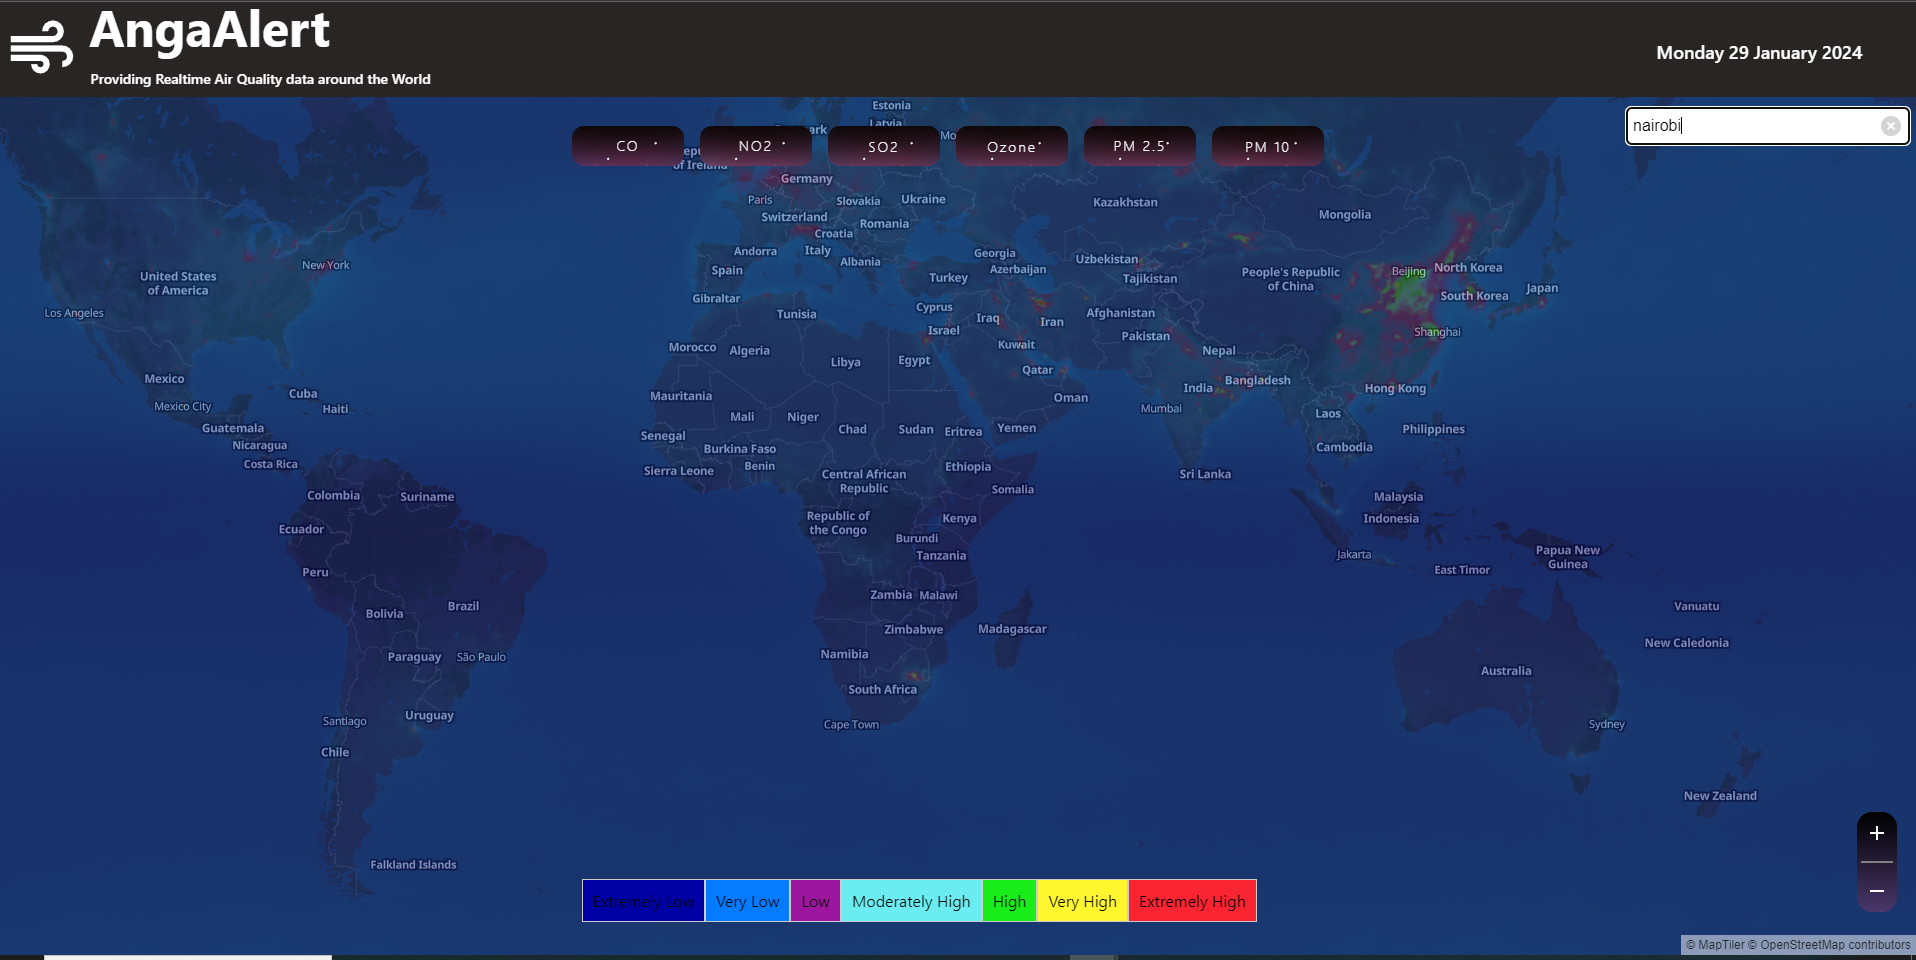 AngaAlert
Providing Realtime Air Quality data around the World
Monday 29 January 2024
nairobi
CO
NO2
SO2
Ozone
PM 2.5
PM 10
Estonia
Latvia
of Ireland
Germany
Paris
Slovakia
Ukraine
Kazakhstan
Mongolia
Switzerland
Romania
Croatia
Andorra
Italy
Albania
Georgia
Azerbaijan
Uzbekistan
Tajikistan
Spain
Turkey
Gibraltar
Cyprus
People's Republic
of China
Beijing
North Korea
South Korea
Japan
Shanghai
New York
United States
of America
Los Angeles
Tunisia
Israel
Iraq
Iran
Afghanistan
Kuwait
Pakistan
Morocco
Algeria
Libya
Egypt
Qatar
Nepal
Mexico
Mexico City
Cuba
Haiti
Guatemala
Nicaragua
Costa Rica
Mauritania
Mali
Niger
Chad
Sudan
Eritrea
Yemen
Oman
India
Bangladesh
Mumbai
Hong Kong
Laos
Philippines
Cambodia
Senegal
Burkina Faso
Benin
Sierra Leone
Central African
Republic
Ethiopia
Somalia
Sri Lanka
Colombia
Suriname
Ecuador
Republic of
the Congo
Kenya
Burundi
Tanzania
Malaysia
Indonesia
Jakarta
Papua New
Guinea
East Timor
Peru
Bolivia
Brazil
Zambia
Malawi
Zimbabwe
Madagascar
Vanuatu
New Caledonia
Paraguay
São Paulo
Namibia
South Africa
Cape Town
Australia
Sydney
Santiago
Uruguay
Chile
New Zealand
Falkland Islands
+
−
Extremely Low
Very Low
Low
Moderately High
High
Very High
Extremely High
© MapTiler © OpenStreetMap contributors